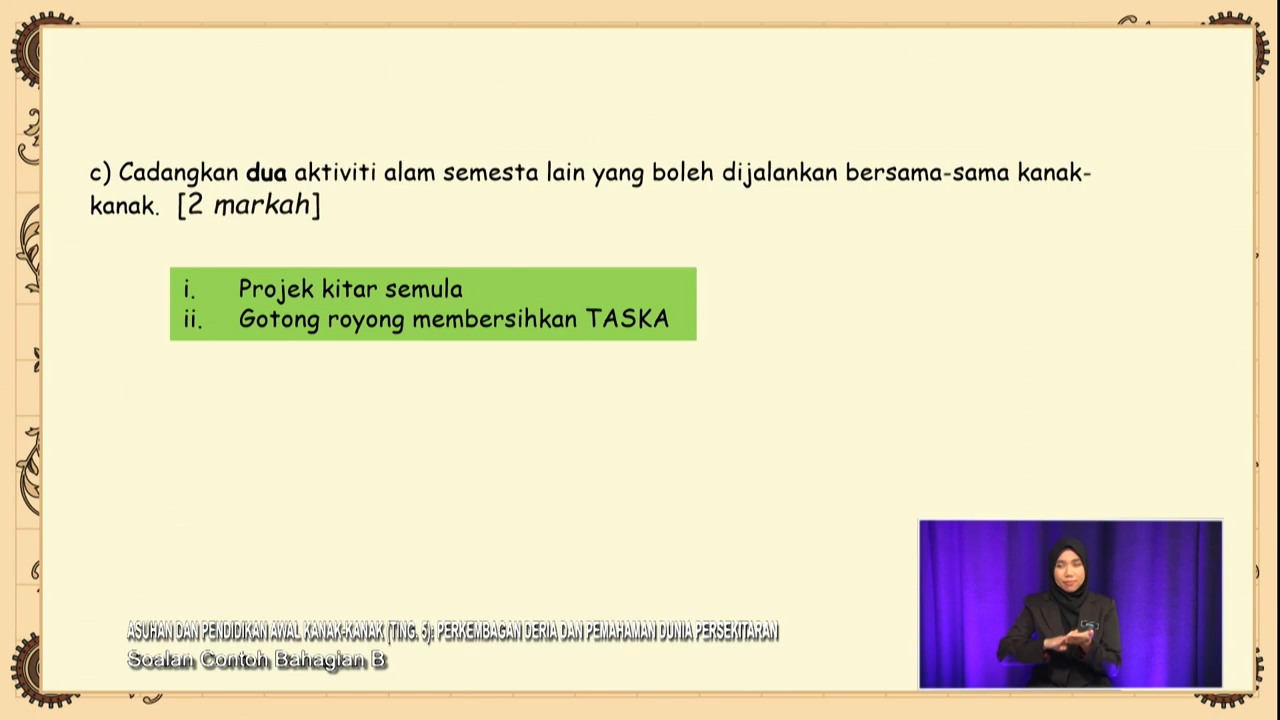 c) Cadangkan dua aktiviti alam semesta lain yang boleh dijalankan bersama-sama kanak-
kanak. [2 markah]
i. Projek kitar semula
ii. Gotong royong membersihkan TASKA
ASUHAN DAN PENDIDIKAN AWAL KANAK-KANAK (TING. 5): PERKEMBAGAN DERIA DAN PEMAHAMAN DUNIA PERSEKITARAN
Soalan Contoh Bahagian B